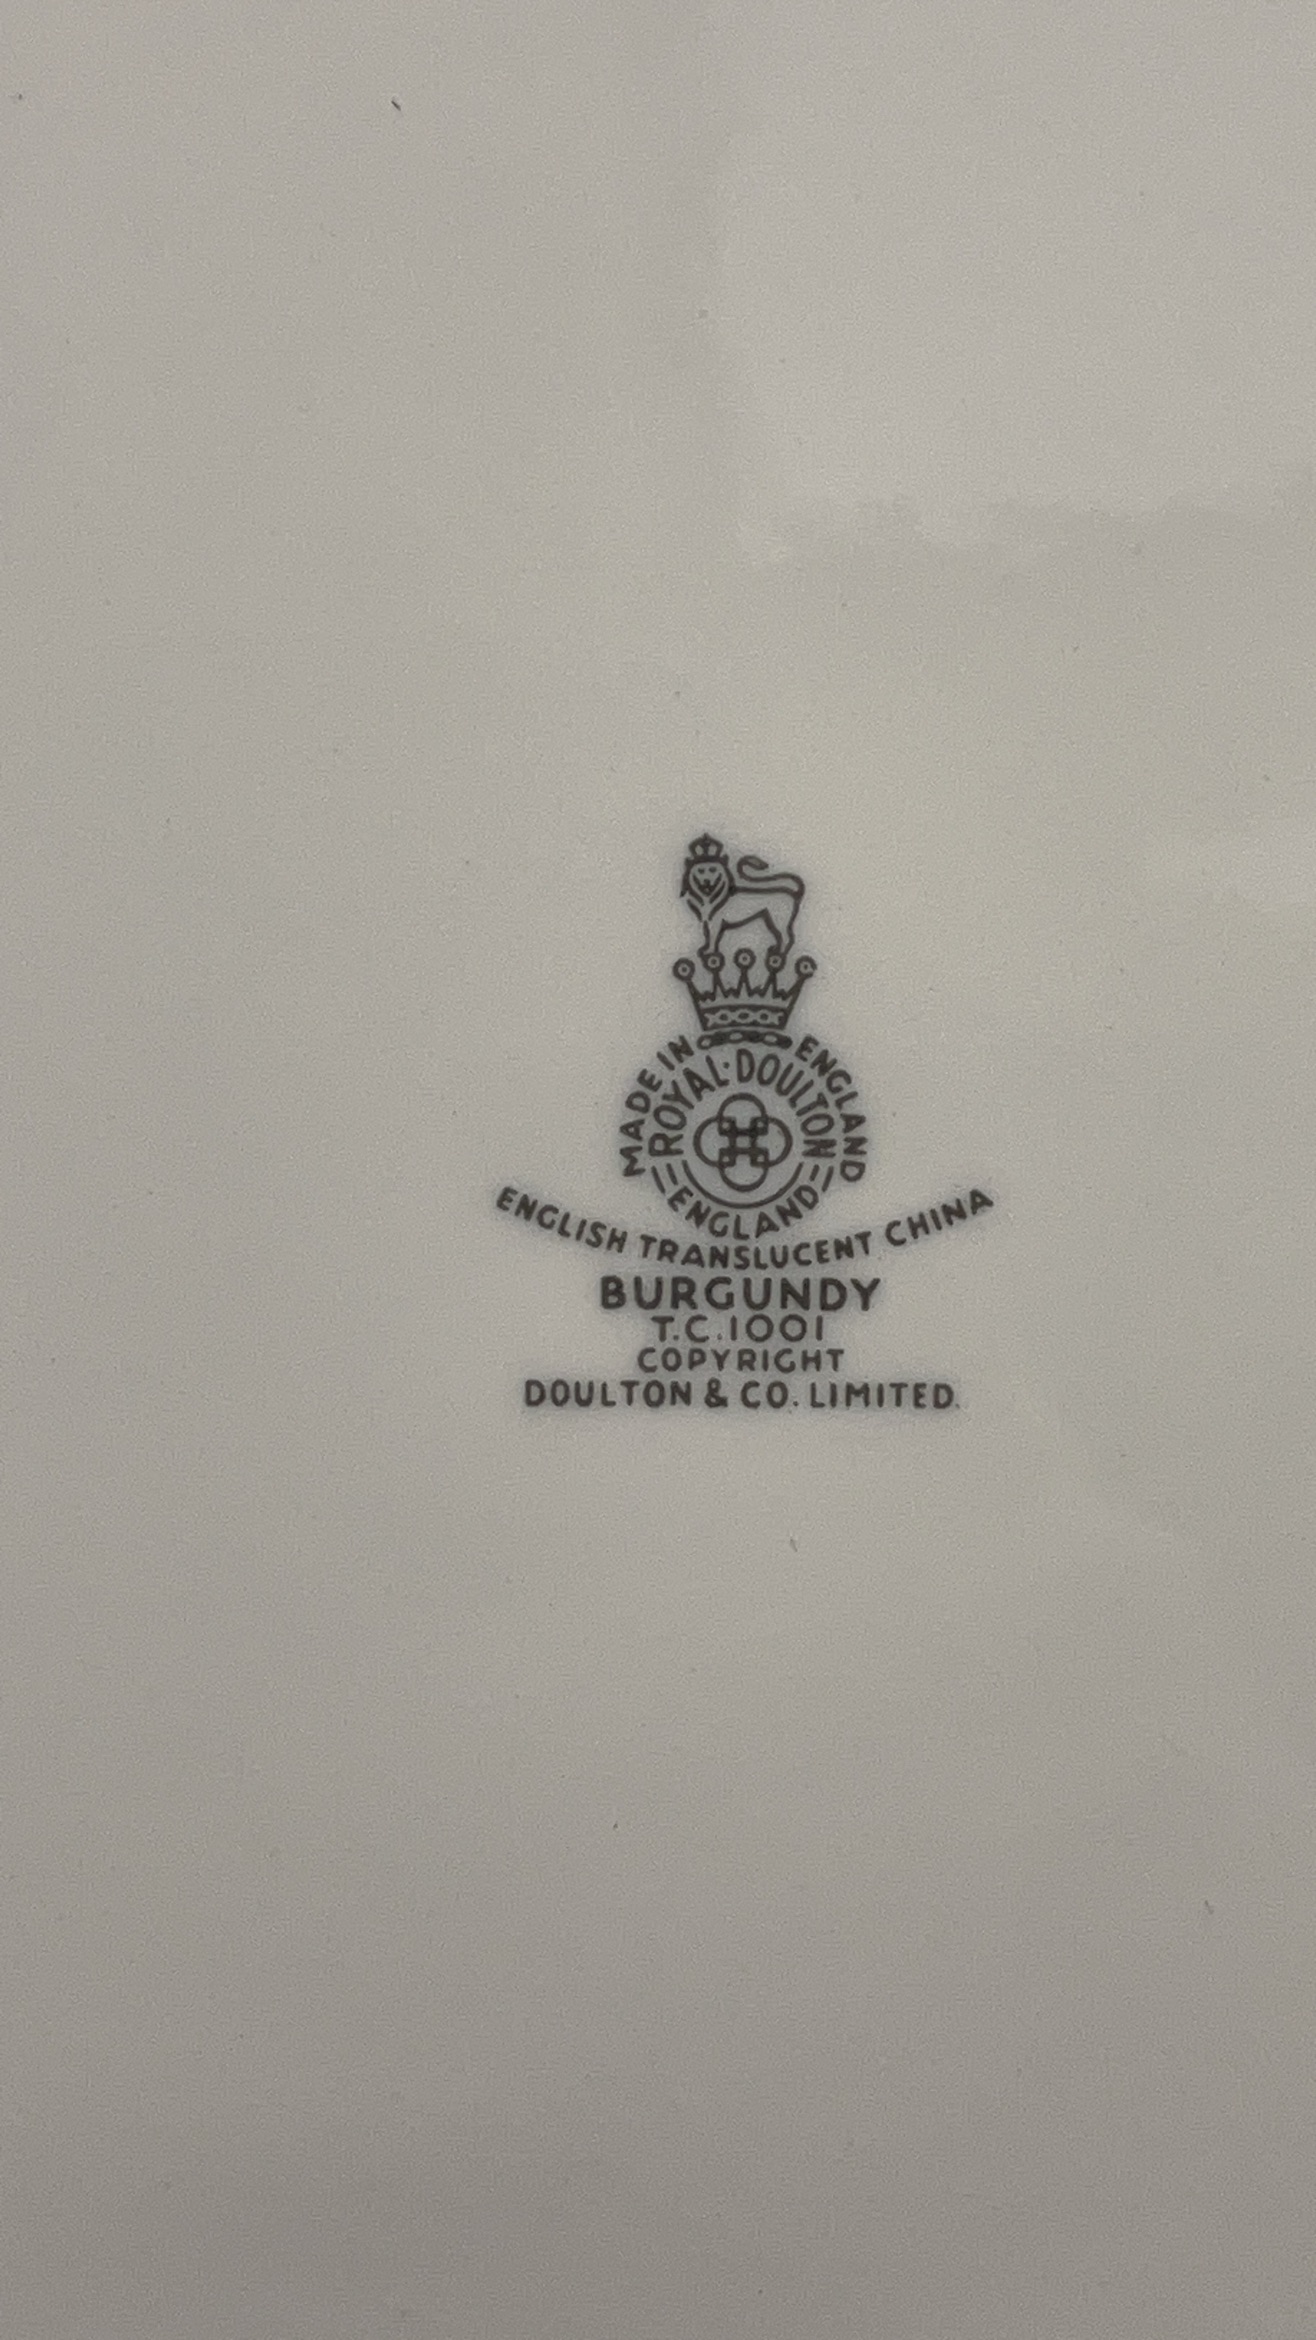 MADE IN ENGLAND
ROYAL·DOULTON
ENGLAND
ENGLISH TRANSLUCENT CHINA
BURGUNDY
T.C.1001
COPYRIGHT
DOULTON & CO. LIMITED.